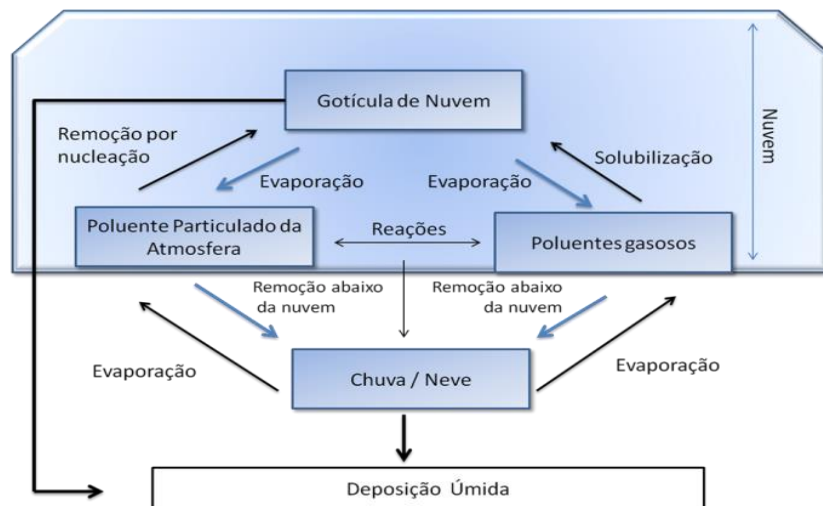 Gotícula de Nuvem
Nuvem
Remoção por
nucleação
Solubilização
Evaporação
Evaporação
Poluente Particulado da
Atmosfera
Reações
Poluentes gasosos
Remoção abaixo
da nuvem
Remoção abaixo
da nuvem
Evaporação
Chuva / Neve
Evaporação
Deposição Úmida